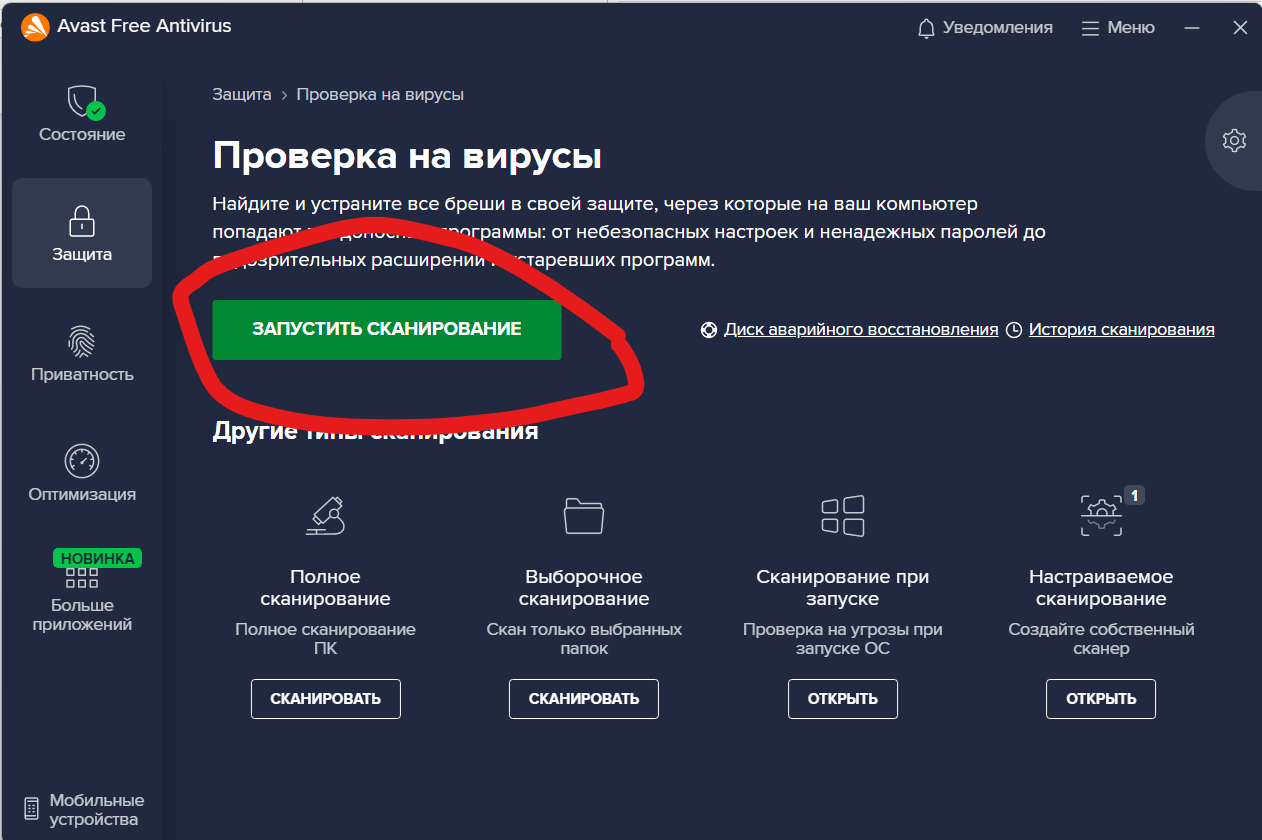 Avast Free Antivirus
Уведомления
Меню
Состояние
Защита
Приватность
Оптимизация
НОВИНКА
Больше
приложений
Мобильные
устройства
Защита > Проверка на вирусы
Проверка на вирусы
Найдите и устраните все бреши в своей защите, через которые на ваш компьютер
попадают программы: от небезопасных настроек и ненадежных паролей до
подозрительных расширений и устаревших программ.
ЗАПУСТИТЬ СКАНИРОВАНИЕ
Диск аварийного восстановления
История сканирования
Другие типы сканирования
Полное
сканирование
Полное сканирование
ПК
СКАНИРОВАТЬ
Выборочное
сканирование
Скан только выбранных
папок
СКАНИРОВАТЬ
Сканирование при
запуске
Проверка на угрозы при
запуске ОС
ОТКРЫТЬ
1
Настраиваемое
сканирование
Создайте собственный
сканер
ОТКРЫТЬ